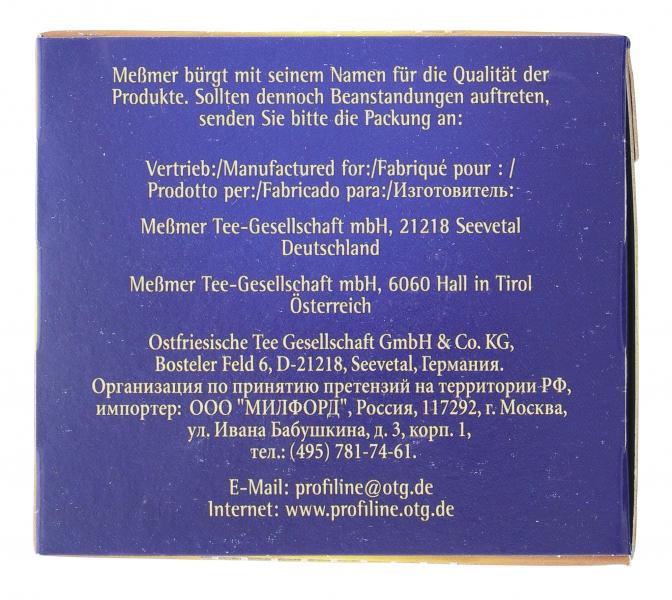 Meßmer bürgt mit seinem Namen für die Qualität der
Produkte. Sollten dennoch Beanstandungen auftreten,
senden Sie bitte die Packung an:
Vertrieb:/Manufactured for:/Fabriqué pour : /
Prodotto per:/Fabricado para:/Изготовитель:
Meßmer Tee-Gesellschaft mbH, 21218 Seevetal
Deutschland
Meßmer Tee-Gesellschaft mbH, 6060 Hall in Tirol
Österreich
Ostfriesische Tee Gesellschaft GmbH & Co. KG,
Bosteler Feld 6, D-21218, Seevetal, Германия.
Организация по принятию претензий на территории РФ,
импортер: ООО "МИЛФОРД", Россия, 117292, г. Москва,
ул. Ивана Бабушкина, д. 3, корп. 1,
тел.: (495) 781-74-61.
E-Mail: profiline@otg.de
Internet: www.profiline.otg.de